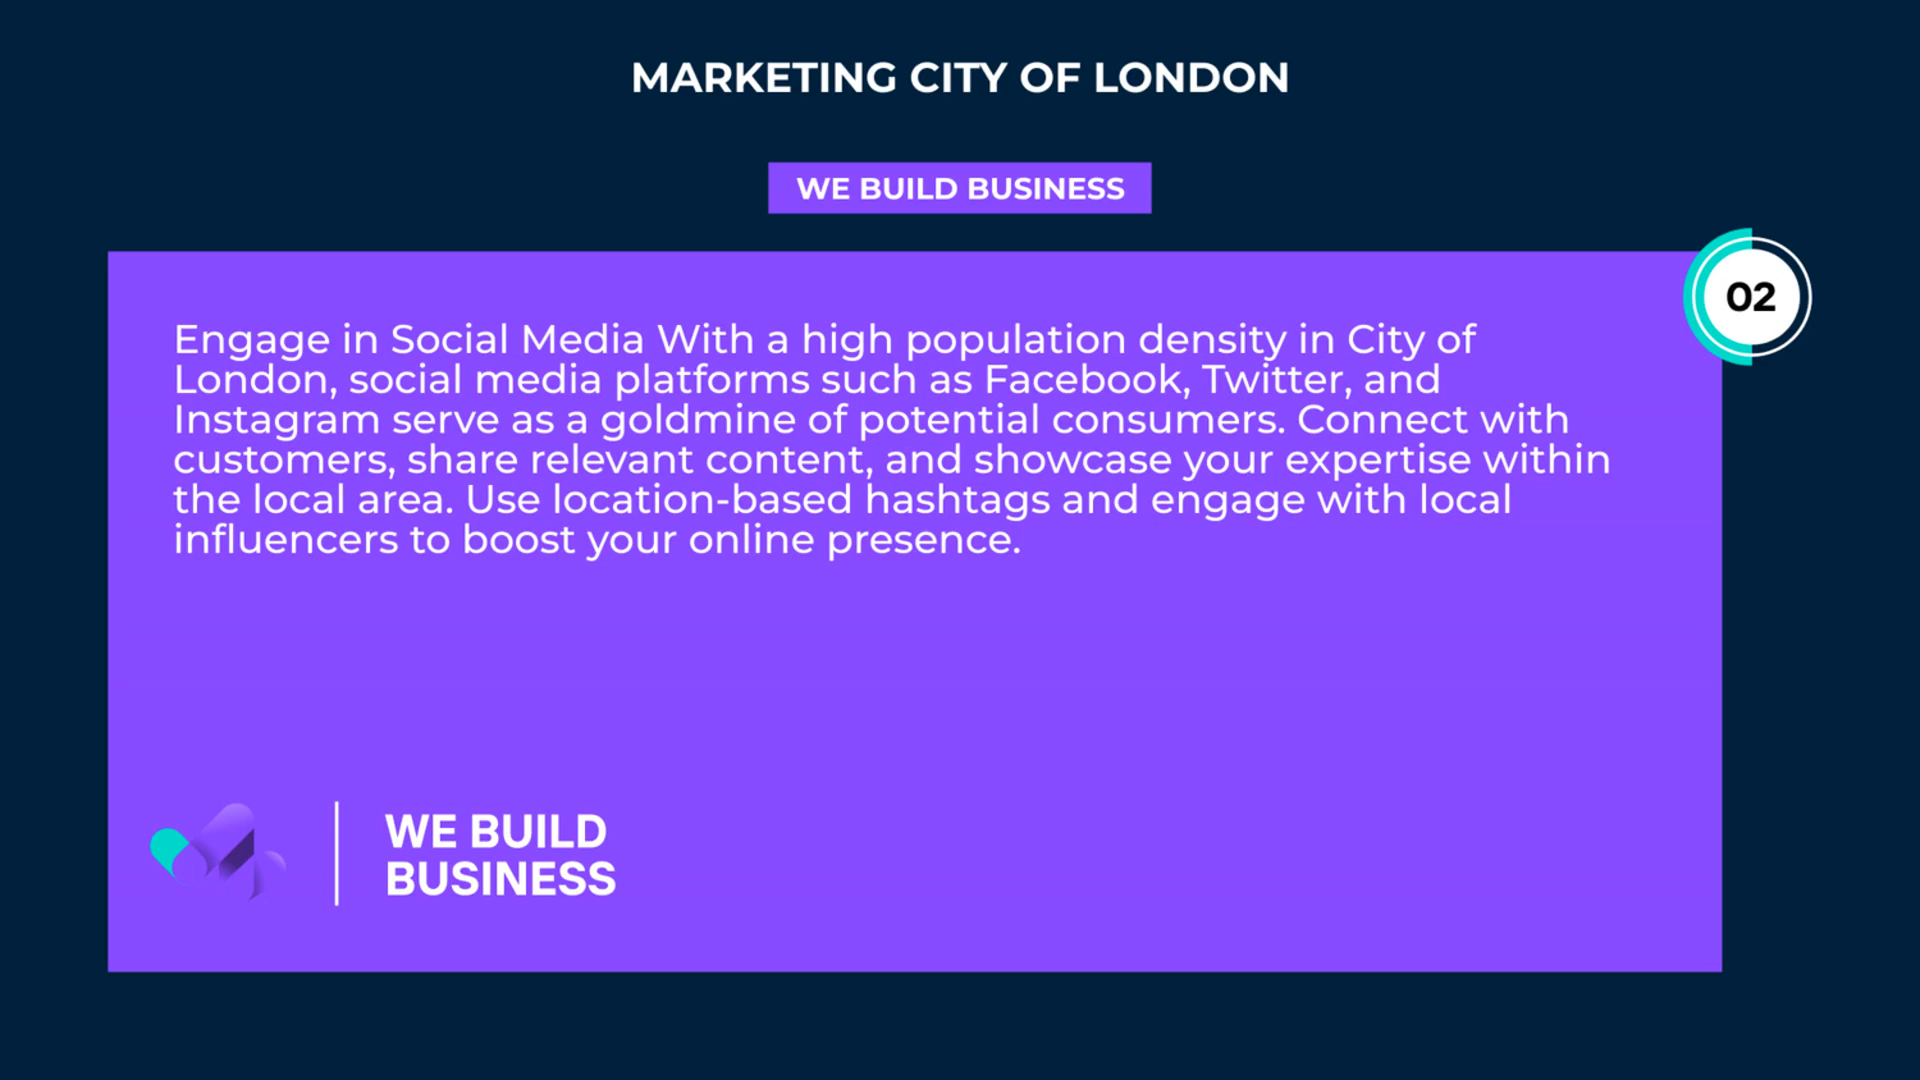 MARKETING CITY OF LONDON
WE BUILD BUSINESS
02
Engage in Social Media With a high population density in City of
London, social media platforms such as Facebook, Twitter, and
Instagram serve as a goldmine of potential consumers. Connect with
customers, share relevant content, and showcase your expertise within
the local area. Use location-based hashtags and engage with local
influencers to boost your online presence.
WE BUILD
BUSINESS